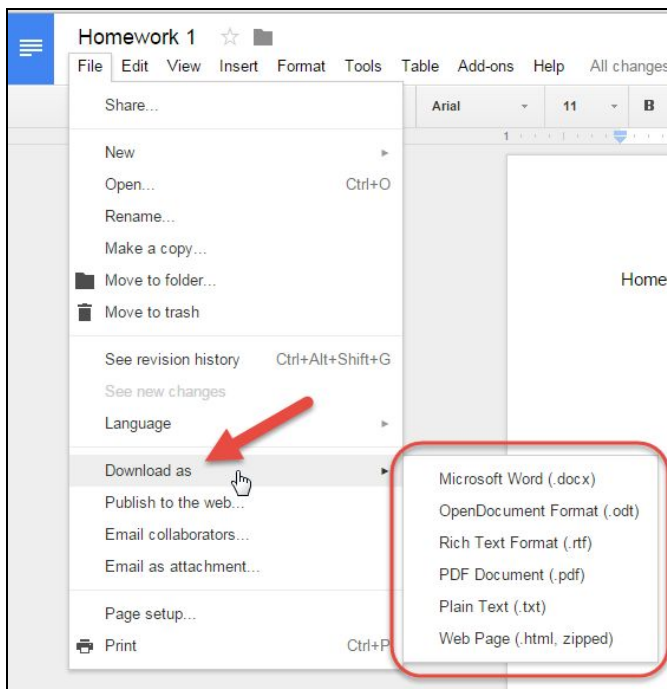 Homework 1
File Edit View Insert Format Tools Table Add-ons Help All changes
Share...
Arial 11 B
1
New
Open... Ctrl+O
Rename...
Make a copy...
Move to folder...
Home
Move to trash
See revision history Ctrl+Alt+Shift+G
See new changes
Language
Download as
Publish to the web...
Email collaborators...
Email as attachment...
Page setup...
Print Ctrl+P
Microsoft Word (.docx)
OpenDocument Format (.odt)
Rich Text Format (.rtf)
PDF Document (.pdf)
Plain Text (.txt)
Web Page (.html, zipped)